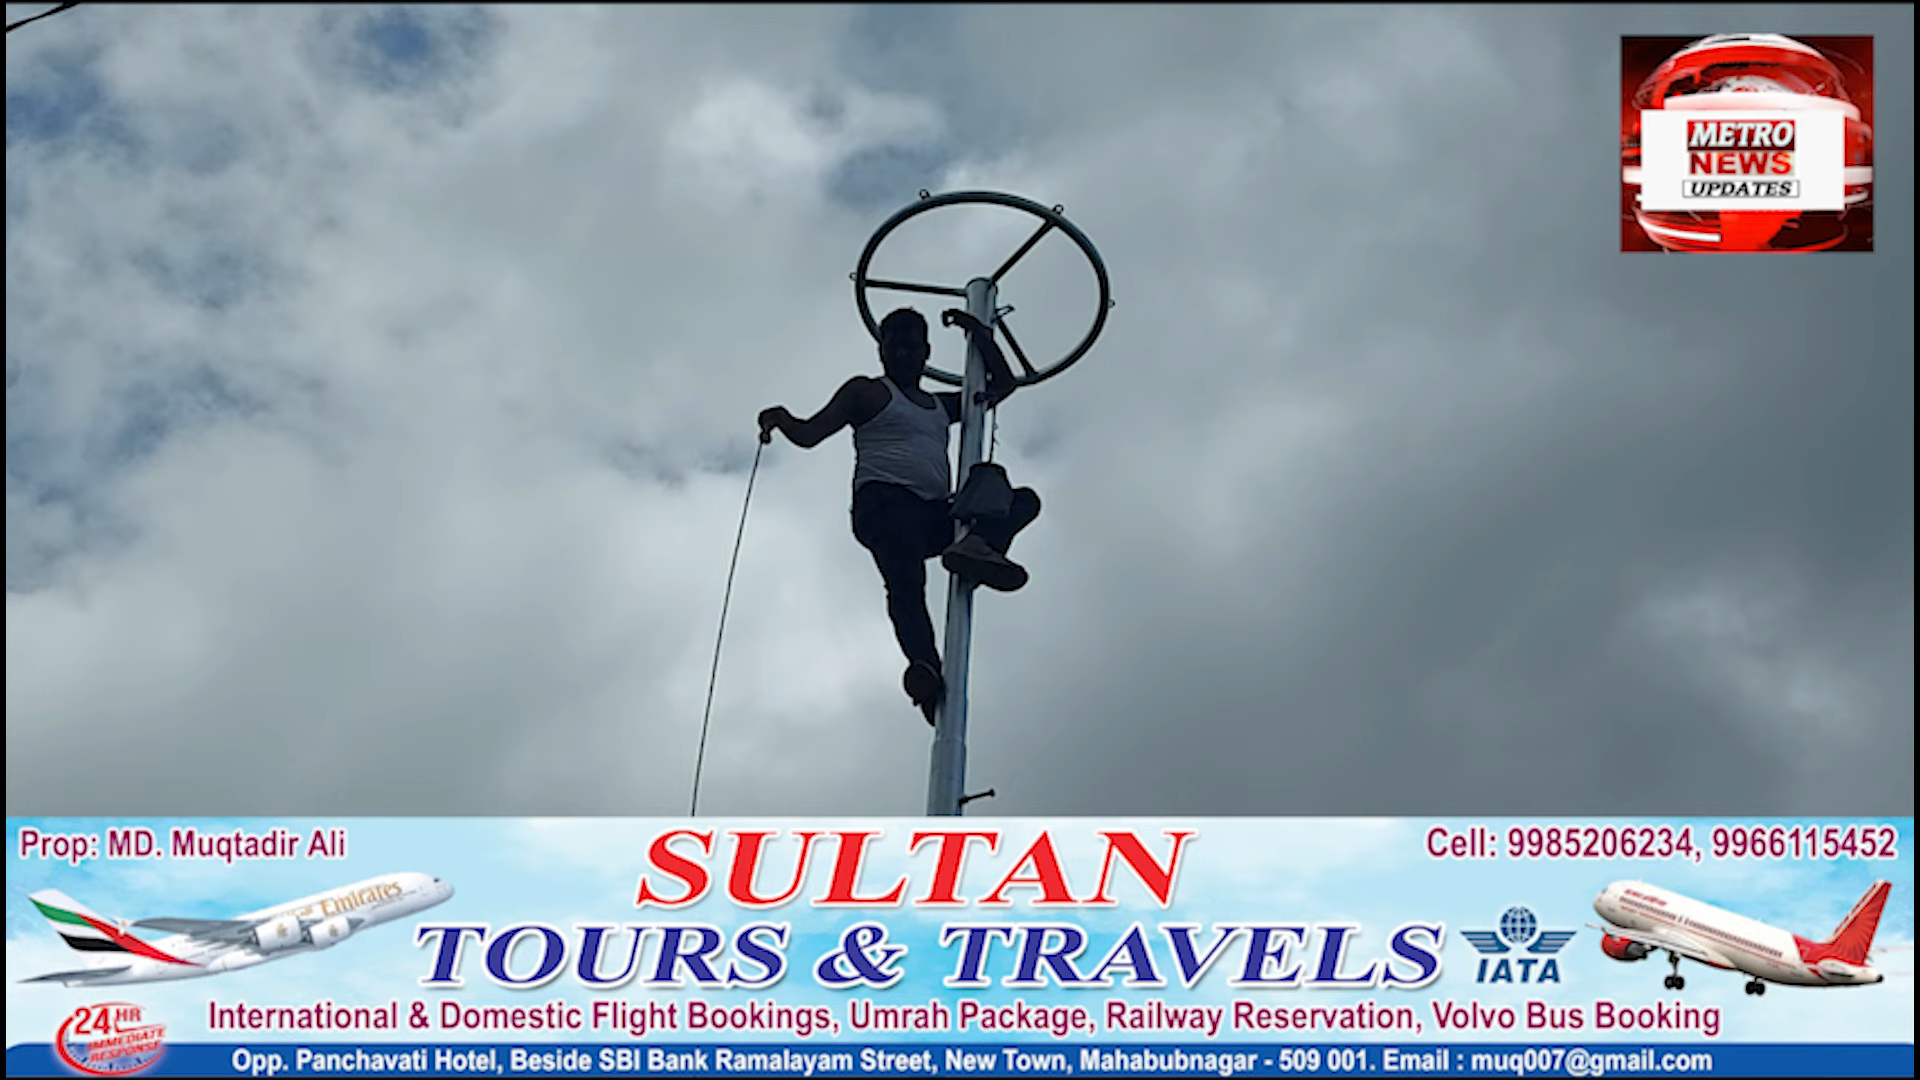 METRO
NEWS
UPDATES
Prop: MD. Muqtadir Ali
SULTAN
Cell: 9985206234, 9966115452
Emirates
TOURS & TRAVELS
IATA
24HR
IMMEDIATE
RESPONSE
International & Domestic Flight Bookings, Umrah Package, Railway Reservation, Volvo Bus Booking
Opp. Panchavati Hotel, Beside SBI Bank Ramalayam Street, New Town, Mahabubnagar - 509 001. Email : muq007@gmail.com